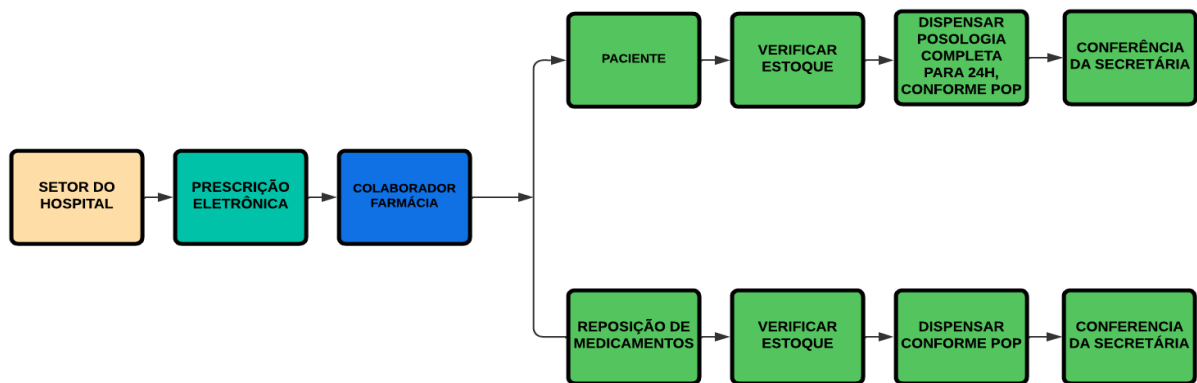 PACIENTE
VERIFICAR
ESTOQUE
DISPENSAR
POSOLOGIA
COMPLETA
PARA 24H,
CONFORME POP
CONFERÊNCIA
DA SECRETÁRIA
SETOR DO
HOSPITAL
PRESCRIÇÃO
ELETRÔNICA
COLABORADOR
FARMÁCIA
REPOSIÇÃO DE
MEDICAMENTOS
VERIFICAR
ESTOQUE
DISPENSAR
CONFORME POP
CONFERENCIA
DA SECRETÁRIA